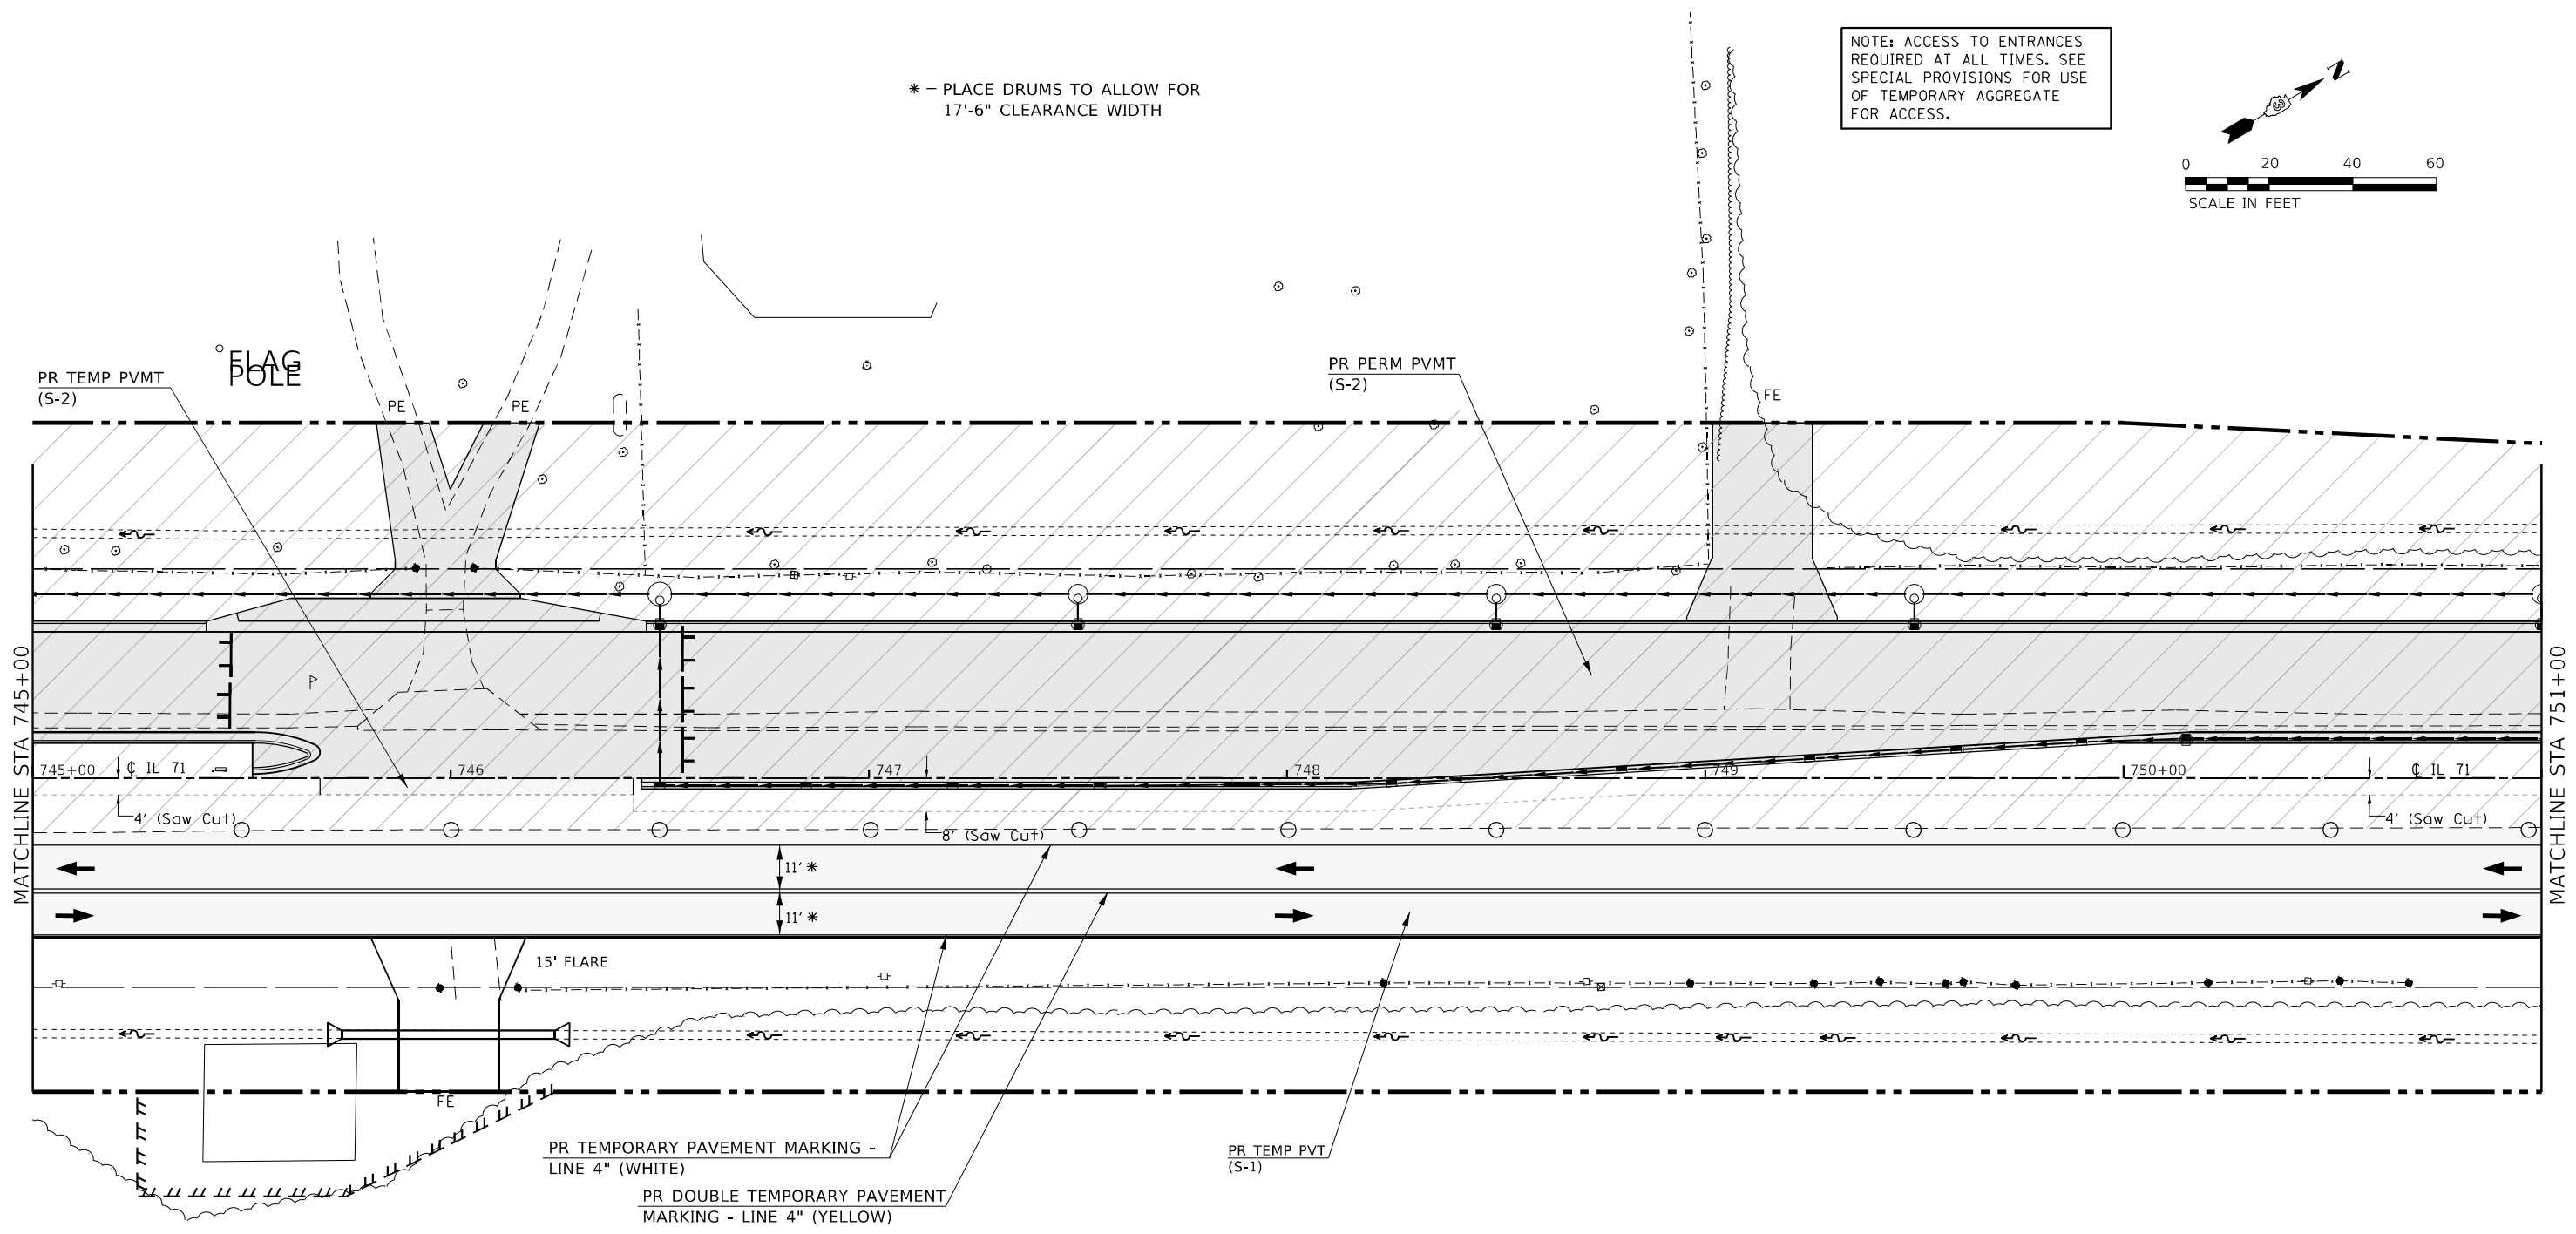 ✳ – PLACE DRUMS TO ALLOW FOR
17'-6" CLEARANCE WIDTH
NOTE: ACCESS TO ENTRANCES
REQUIRED AT ALL TIMES. SEE
SPECIAL PROVISIONS FOR USE
OF TEMPORARY AGGREGATE
FOR ACCESS.
N
3
0 20 40 60
SCALE IN FEET
FLAG
POLE
PR TEMP PVMT
(S-2)
PR PERM PVMT
(S-2)
PE
PE
FE
P
MATCHLINE STA 745+00
MATCHLINE STA 751+00
745+00
℄ IL 71
746
747
748
749
750+00
℄ IL 71
4' (Saw Cut)
8' (Saw Cut)
4' (Saw Cut)
11' ✳
11' ✳
15' FLARE
FE
PR TEMPORARY PAVEMENT MARKING -
LINE 4" (WHITE)
PR TEMP PVT
(S-1)
PR DOUBLE TEMPORARY PAVEMENT
MARKING - LINE 4" (YELLOW)